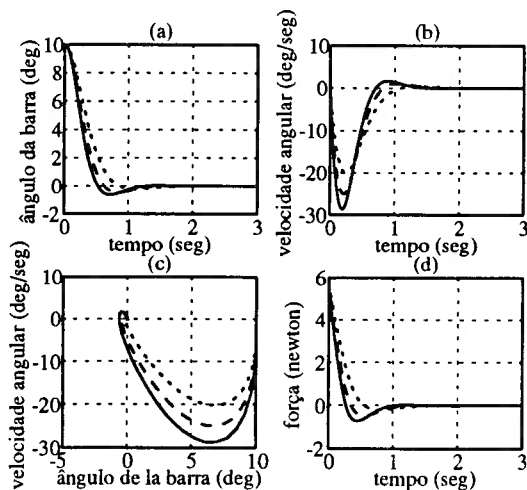 (a)
ângulo da barra (deg)
10
8
6
4
2
0
-2
0 1 2 3
tempo (seg)
(b)
velocidade angular (deg/seg)
10
0
-10
-20
-30
0 1 2 3
tempo (seg)
(c)
velocidade angular (deg/seg)
10
0
-10
-20
-30
-5 0 5 10
ângulo de la barra (deg)
(d)
força (newton)
6
4
2
0
-2
0 1 2 3
tempo (seg)